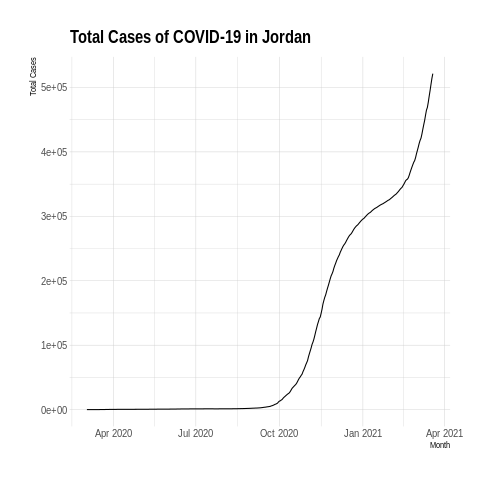 Total Cases of COVID-19 in Jordan
Total Cases
5e+05
4e+05
3e+05
2e+05
1e+05
0e+00
Apr 2020 Jul 2020 Oct 2020 Jan 2021 Apr 2021
Month